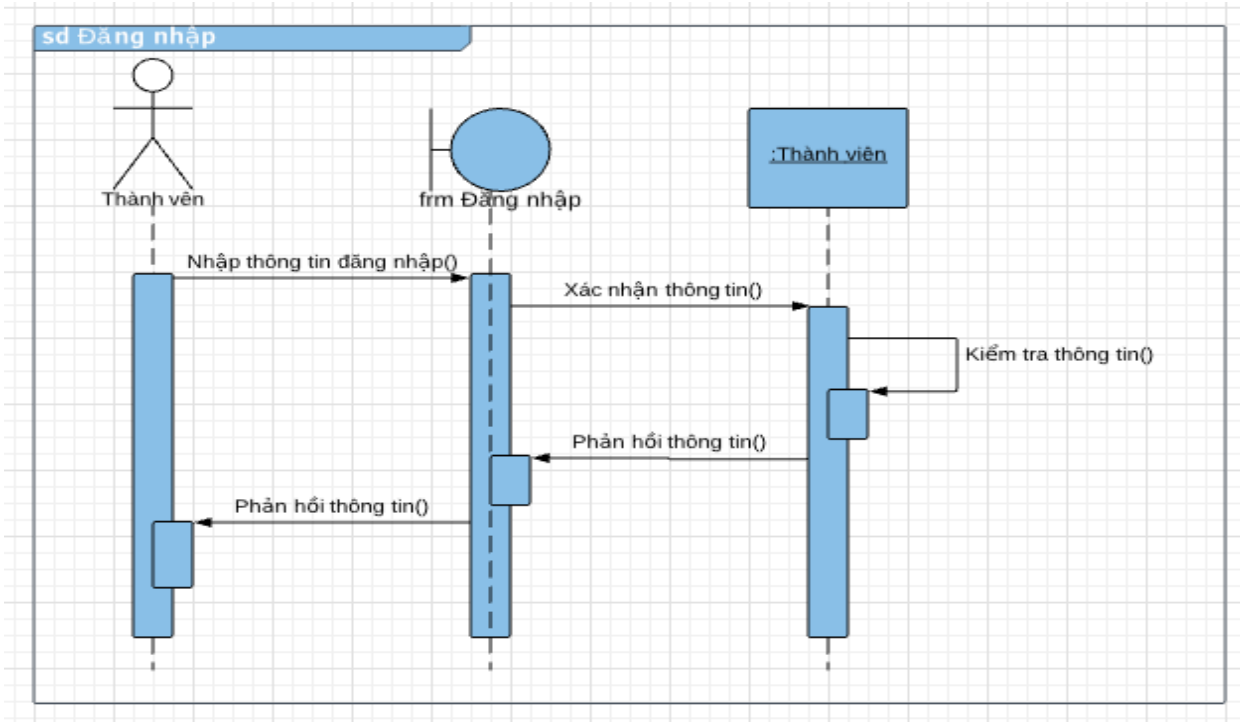 sd Đăng nhập
Thành vên
frm Đăng nhập
:Thành viên
Nhập thông tin đăng nhập()
Xác nhận thông tin()
Kiểm tra thông tin()
Phản hồi thông tin()
Phản hồi thông tin()